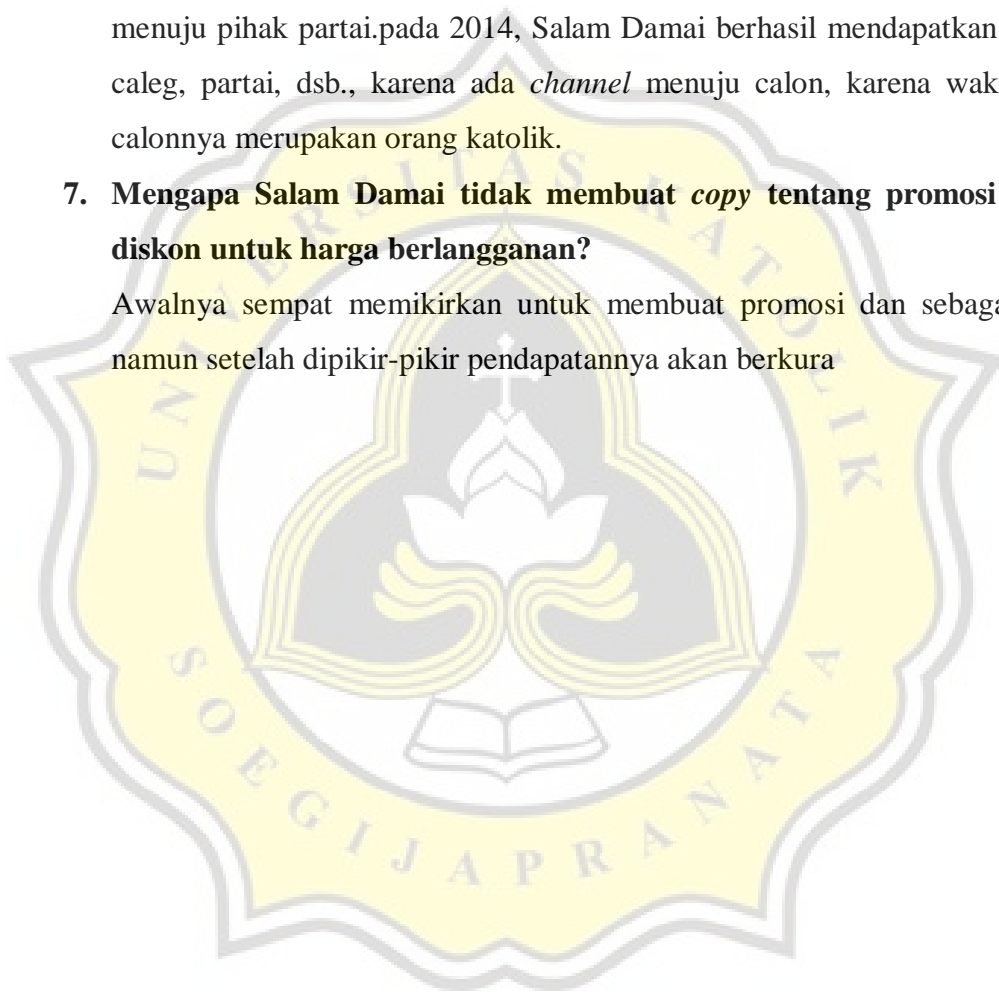 menuju pihak partai.pada 2014, Salam Damai berhasil mendapatkan
caleg, partai, dsb., karena ada channel menuju calon, karena wak
calonnya merupakan orang katolik.
7. Mengapa Salam Damai tidak membuat copy tentang promosi
diskon untuk harga berlangganan?
Awalnya sempat memikirkan untuk membuat promosi dan sebaga
namun setelah dipikir-pikir pendapatannya akan berkura
UNIVERSITAS KATOLIK
SOEGIJAPRANATA